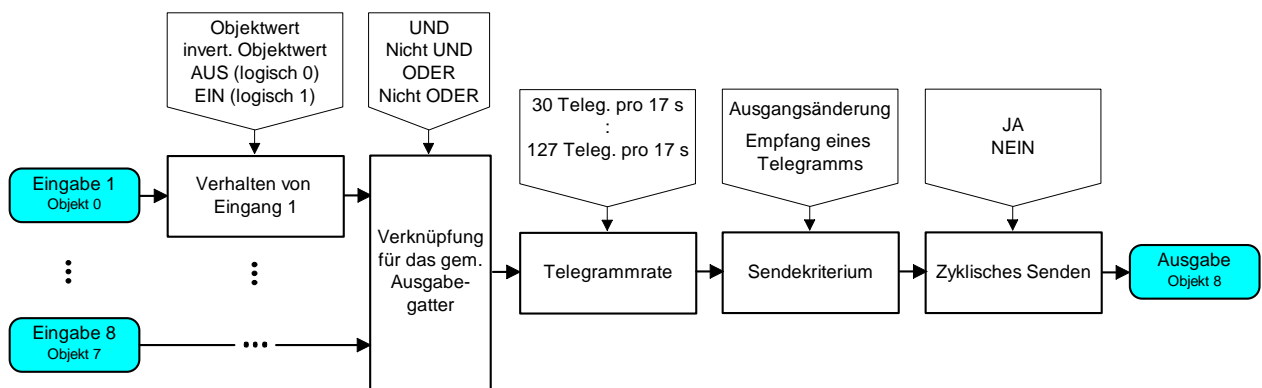 Objektwert
invert. Objektwert
AUS (logisch 0)
EIN (logisch 1)
UND
Nicht UND
ODER
Nicht ODER
30 Teleg. pro 17 s
:
127 Teleg. pro 17 s
Ausgangsänderung
Empfang eines
Telegramms
JA
NEIN
Eingabe 1
Objekt 0
Verhalten von
Eingang 1
Verknüpfung
für das gem.
Ausgabe-
gatter
Telegrammrate
Sendekriterium
Zyklisches Senden
Ausgabe
Objekt 8
Eingabe 8
Objekt 7